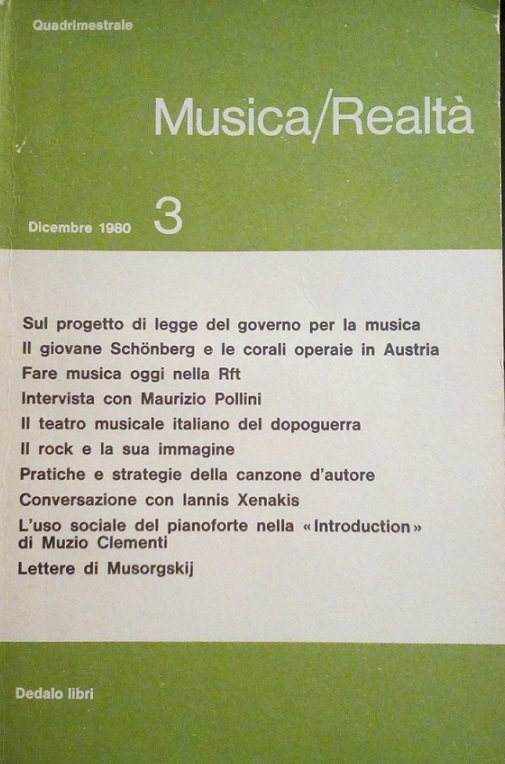 Quadrimestrale
Musica/Realtà
Dicembre 1980 3
Sul progetto di legge del governo per la musica
Il giovane Schönberg e le corali operaie in Austria
Fare musica oggi nella Rft
Intervista con Maurizio Pollini
Il teatro musicale italiano del dopoguerra
Il rock e la sua immagine
Pratiche e strategie della canzone d'autore
Conversazione con Iannis Xenakis
L'uso sociale del pianoforte nella «Introduction»
di Muzio Clementi
Lettere di Musorgskij
Dedalo libri